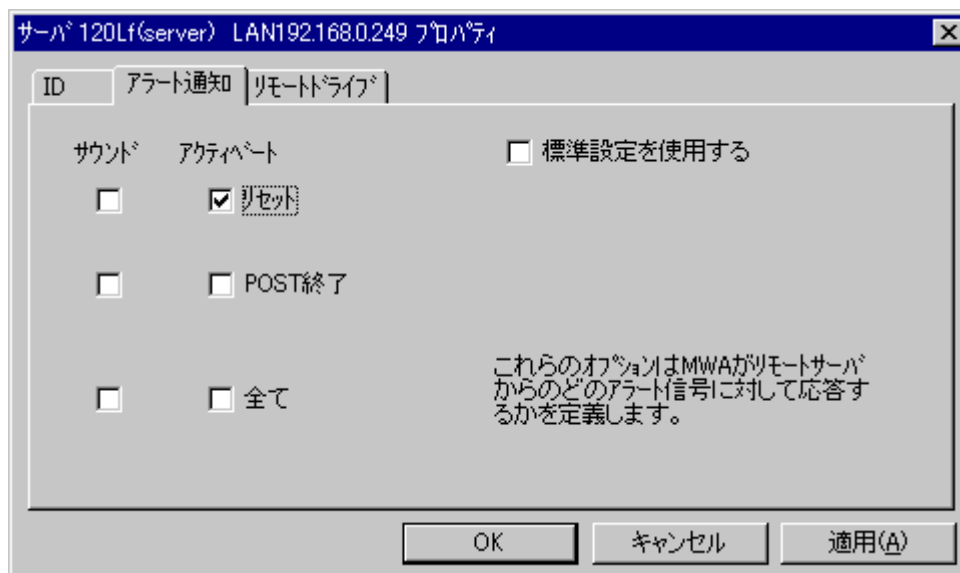 サーバ 120Lf(server) LAN192.168.0.249 プロパティ
ID アラート通知 リモートドライブ
サウンド アクティベート 標準設定を使用する
リセット
POST終了
全て
これらのオプションはMWAがリモートサーバ
からのどのアラート信号に対して応答す
るかを定義します。
OK キャンセル 適用(A)